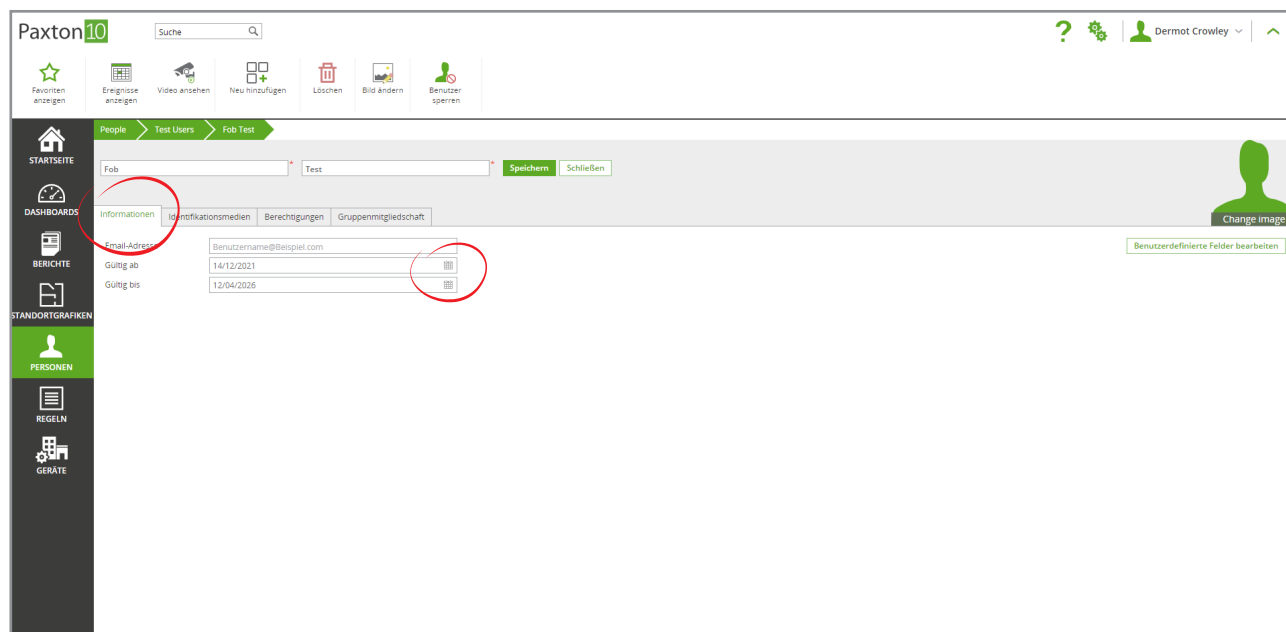 Paxton 10
Suche
Dermot Crowley
Favoriten anzeigen
Ereignisse anzeigen
Video ansehen
Neu hinzufügen
Löschen
Bild ändern
Benutzer sperren
STARTSEITE
DASHBOARDS
BERICHTE
STANDORTGRAFIKEN
PERSONEN
REGELN
GERÄTE
People
Test Users
Fob Test
Fob *
Test *
Speichern
Schließen
Change image
Informationen
Identifikationsmedien
Berechtigungen
Gruppenmitgliedschaft
Email-Adresse
Benutzername@Beispiel.com
Benutzerdefinierte Felder bearbeiten
Gültig ab
14/12/2021
Gültig bis
12/04/2026